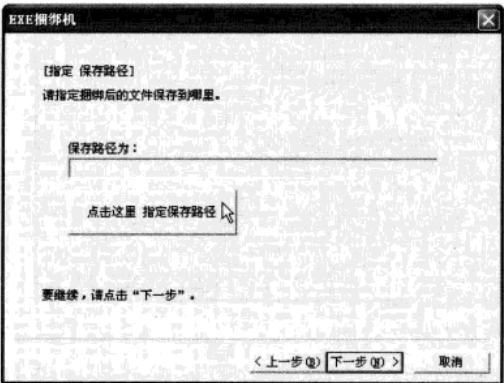 EXE捆绑机
[指定 保存路径]
请指定捆绑后的文件保存到哪里。
保存路径为：
点击这里 指定保存路径
要继续，请点击“下一步”。
<上一步(B) 下一步(N)> 取消